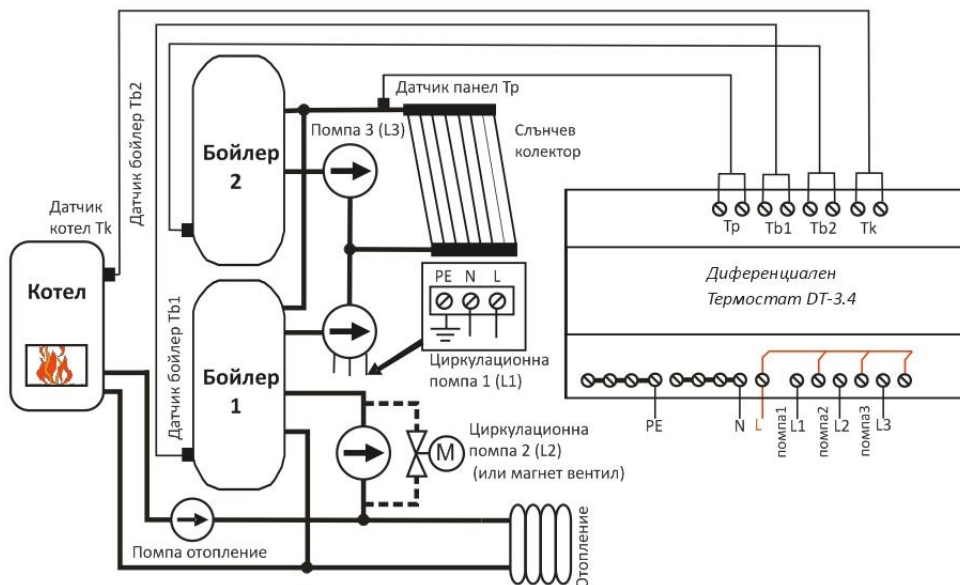 Датчик бойлер Tb2
Датчик панел Tp
Помпа 3 (L3)
Слънчев
колектор
Бойлер
2
Датчик
котел Tk
Tp
Tb1
Tb2
Tk
PE N L
Диференциален
Термостат DT-3.4
Котел
Датчик бойлер Tb1
Циркулационна
помпа 1 (L1)
Бойлер
1
PE
N
L
помпа1
L1
помпа2
L2
помпа3
L3
Циркулационна
помпа 2 (L2)
(или магнет вентил)
M
Помпа отопление
Отопление